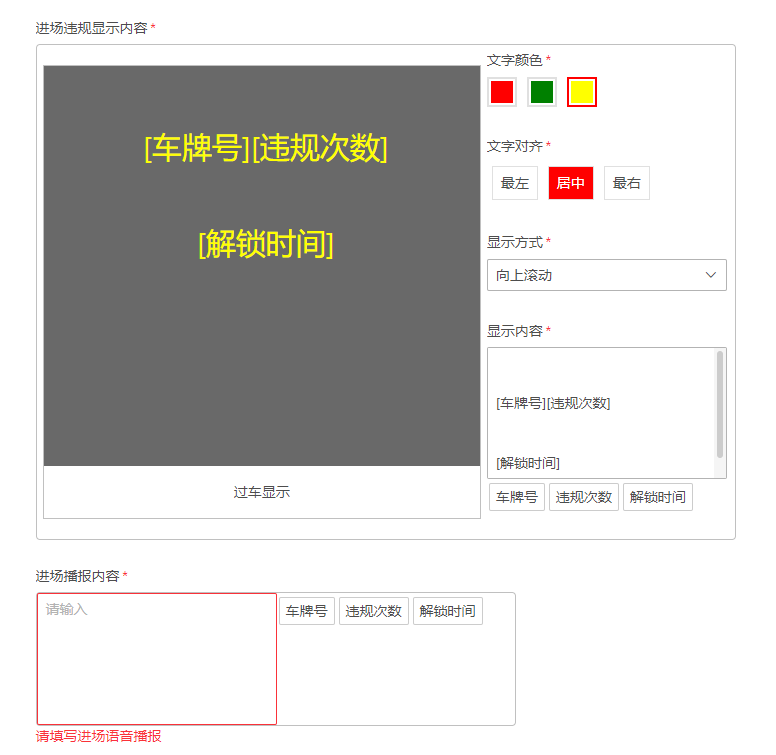 进场违规显示内容 *
[车牌号][违规次数]
[解锁时间]
过车显示
文字颜色 *
文字对齐 *
最左 居中 最右
显示方式 *
向上滚动
显示内容 *
[车牌号][违规次数]
[解锁时间]
车牌号 违规次数 解锁时间
进场播报内容 *
请输入
车牌号 违规次数 解锁时间
请填写进场语音播报